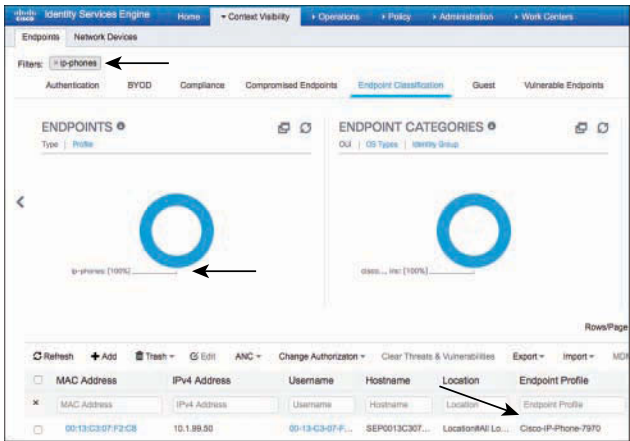 cisco Identity Services Engine Home Context Visibility Operations Policy Administration Work Centers
Endpoints Network Devices
Filters: × ip-phones
Authentication BYOD Compliance Compromised Endpoints Endpoint Classification Guest Vulnerable Endpoints
ENDPOINTS ENDPOINT CATEGORIES
Type | Profile OUI | OS Types | Identity Group
ip-phones: [100%] cisco..., inc: [100%]
Rows/Page
Refresh Add Trash Edit ANC Change Authorization Clear Threats & Vulnerabilities Export Import
MAC Address IPv4 Address Username Hostname Location Endpoint Profile
× MAC Address IPv4 Address Username Hostname Location Endpoint Profile
00:13:C3:07:F2:C8 10.1.99.50 00-13-C3-07-F... SEP0013C307... Location#All Lo... Cisco-IP-Phone-7970